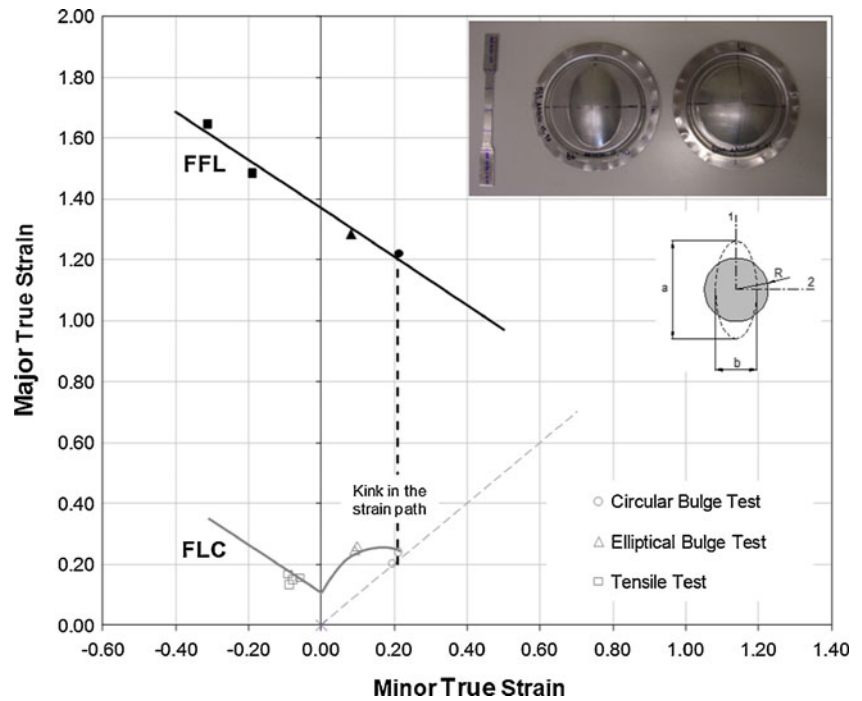 2.00
1.80
1.60
1.40
1.20
1.00
0.80
0.60
0.40
0.20
0.00
-0.60
-0.40
-0.20
0.00
0.20
0.40
0.60
0.80
1.00
1.20
1.40
Major True Strain
Minor True Strain
FFL
FLC
Kink in the
strain path
Circular Bulge Test
Elliptical Bulge Test
Tensile Test
1
2
R
a
b